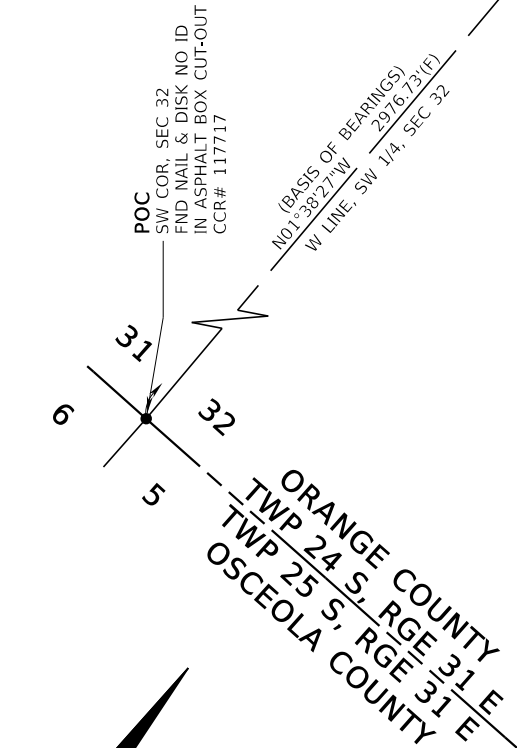 POC
SW COR, SEC 32
FND NAIL & DISK NO ID
IN ASPHALT BOX CUT-OUT
CCR# 117717
(BASIS OF BEARINGS)
N01°38'27"W 2976.73'(F)
W LINE, SW 1/4, SEC 32
31
6
32
5
ORANGE COUNTY
TWP 24 S, RGE 31 E
TWP 25 S, RGE 31 E
OSCEOLA COUNTY